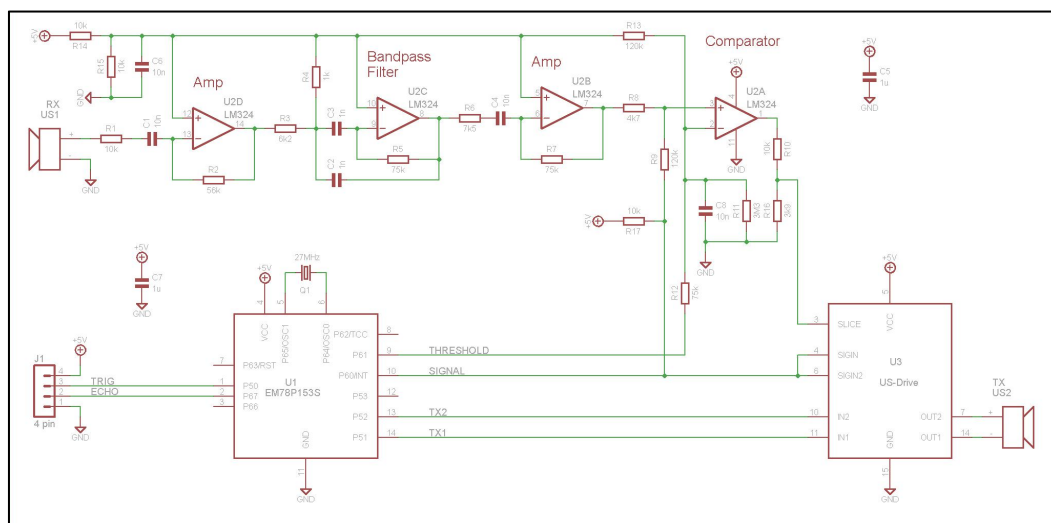 +5V
10k
R14
R15
10k
C6
10n
GND
Amp
U2D
LM324
12
13
14
R2
56k
RX
US1
+
-
GND
R1
10k
C1
10n
R3
6k2
R4
1k
C3
1n
C2
1n
Bandpass
Filter
U2C
LM324
10
9
8
R5
75k
R6
7k5
C4
10n
Amp
U2B
LM324
5
6
7
R7
75k
R13
120k
R8
4k7
R9
120k
Comparator
+5V
U2A
LM324
3
2
4
11
1
GND
10k
R10
C8
10n
R11
3M3
R16
3k9
GND
+5V
C5
1u
GND
+5V
10k
R17
R12
75k
+5V
C7
1u
GND
27MHz
Q1
+5V
4
5
6
VCC
P65/OSC1
P64/OSC0
P62/TCC
8
P61
9
THRESHOLD
P60/INT
10
SIGNAL
P53
12
P52
13
TX2
P51
14
TX1
7
P63/RST
1
P50
2
P67
3
P66
U1
EM78P153S
GND
11
GND
J1
+5V
4
3
2
1
TRIG
ECHO
4 pin
GND
+5V
5
VCC
3
SLICE
4
SIGIN
6
SIGIN2
U3
US-Drive
10
IN2
11
IN1
OUT2
7
OUT1
14
GND
15
GND
TX
US2
+
-